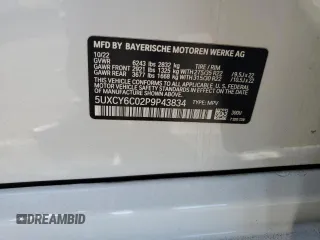 MFD BY BAYERISCHE MOTOREN WERKE AG
10/22
GVWR 6243 lbs 2832 kg TIRE / RIM
GAWR FRONT 2921 lbs 1325 kg WITH 275/35 R22 / 9.5J x 22
GAWR REAR 3677 lbs 1668 kg WITH 315/30 R22 / 10.5J x 22
THIS VEHICLE CONFORMS TO ALL APPLICABLE U.S. FEDERAL
MOTOR VEHICLE SAFETY STANDARDS IN EFFECT ON
THE DATE OF MANUFACTURE SHOWN ABOVE.
5UXCY6C02P9P43834 TYPE: MPV
DREAMBID